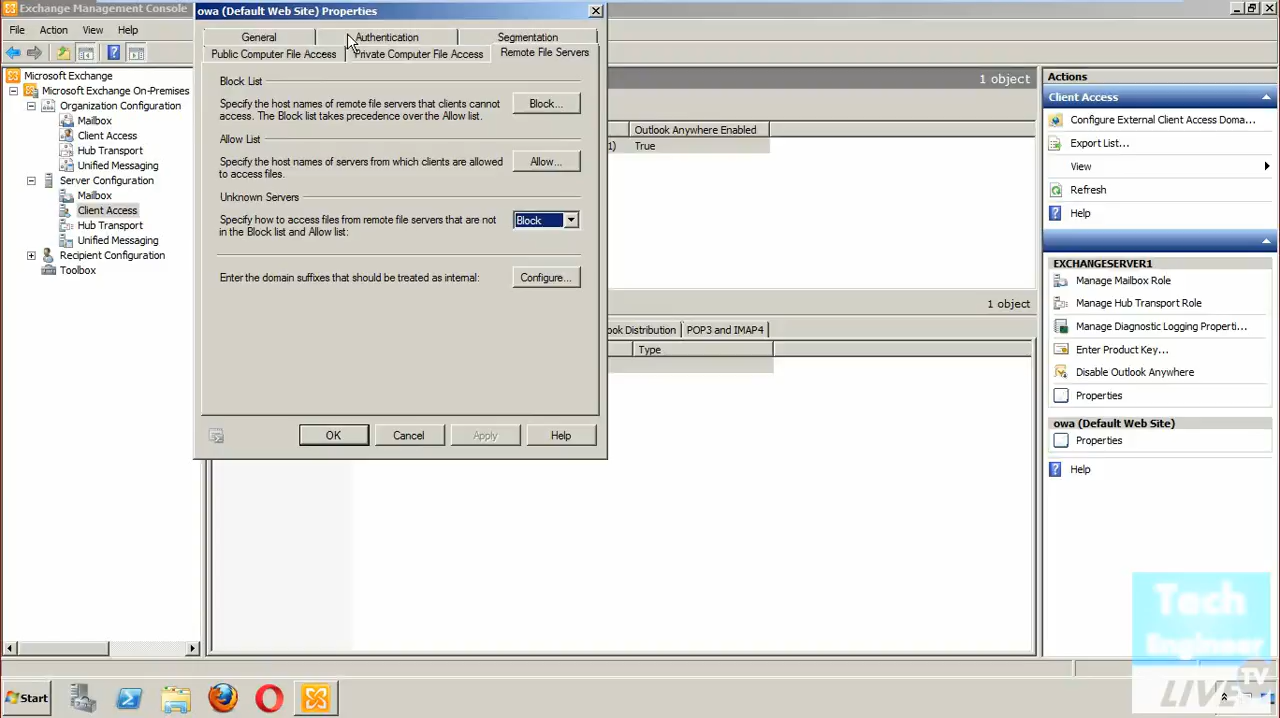 Exchange Management Console
owa (Default Web Site) Properties
File Action View Help
General
Authentication
Segmentation
Public Computer File Access
Private Computer File Access
Remote File Servers
Microsoft Exchange
Microsoft Exchange On-Premises
Organization Configuration
Mailbox
Client Access
Hub Transport
Unified Messaging
Server Configuration
Mailbox
Client Access
Hub Transport
Unified Messaging
Recipient Configuration
Toolbox
Block List
Specify the host names of remote file servers that clients cannot
access. The Block list takes precedence over the Allow list.
Block...
Allow List
Specify the host names of servers from which clients are allowed
to access files.
Allow...
Unknown Servers
Specify how to access files from remote file servers that are not
in the Block list and Allow list:
Block
Enter the domain suffixes that should be treated as internal:
Configure...
OK
Cancel
Apply
Help
1 object
Outlook Anywhere Enabled
1) True
1 object
ook Distribution
POP3 and IMAP4
Type
Actions
Client Access
Configure External Client Access Doma...
Export List...
View
Refresh
Help
EXCHANGESERVER1
Manage Mailbox Role
Manage Hub Transport Role
Manage Diagnostic Logging Properti...
Enter Product Key...
Disable Outlook Anywhere
Properties
owa (Default Web Site)
Properties
Help
Tech
Engineer
TV
LIVE
Start